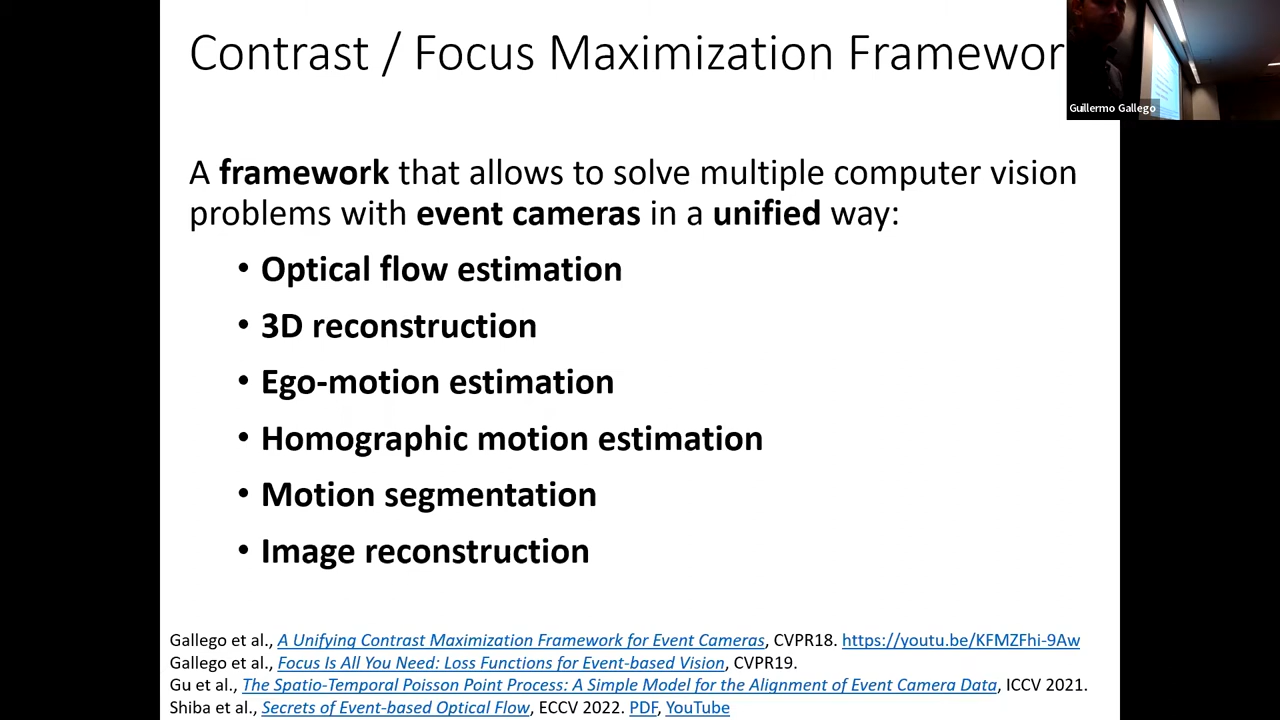 Contrast / Focus Maximization Framewor
Guillermo Gallego
A framework that allows to solve multiple computer vision
problems with event cameras in a unified way:
• Optical flow estimation
• 3D reconstruction
• Ego-motion estimation
• Homographic motion estimation
• Motion segmentation
• Image reconstruction
Gallego et al., A Unifying Contrast Maximization Framework for Event Cameras, CVPR18. https://youtu.be/KFMZFhi-9Aw
Gallego et al., Focus Is All You Need: Loss Functions for Event-based Vision, CVPR19.
Gu et al., The Spatio-Temporal Poisson Point Process: A Simple Model for the Alignment of Event Camera Data, ICCV 2021.
Shiba et al., Secrets of Event-based Optical Flow, ECCV 2022. PDF, YouTube